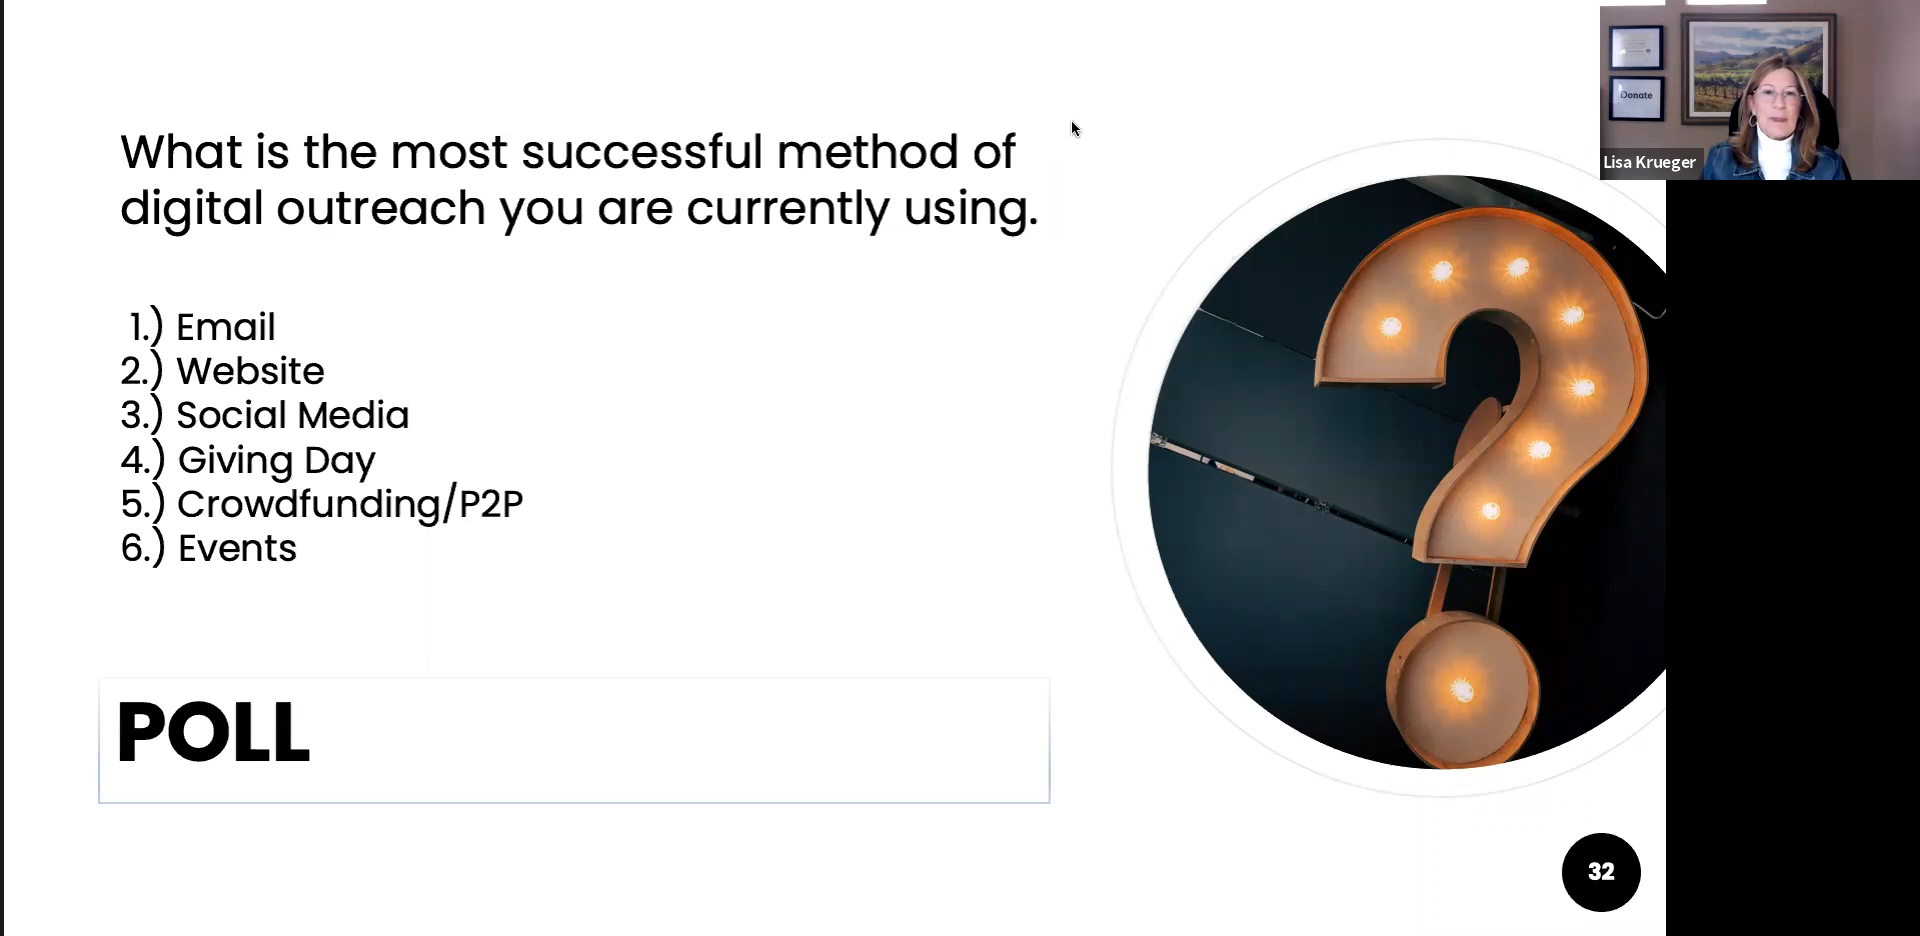 What is the most successful method of
digital outreach you are currently using.
1.) Email
2.) Website
3.) Social Media
4.) Giving Day
5.) Crowdfunding/P2P
6.) Events
POLL
32
Donate
Lisa Krueger